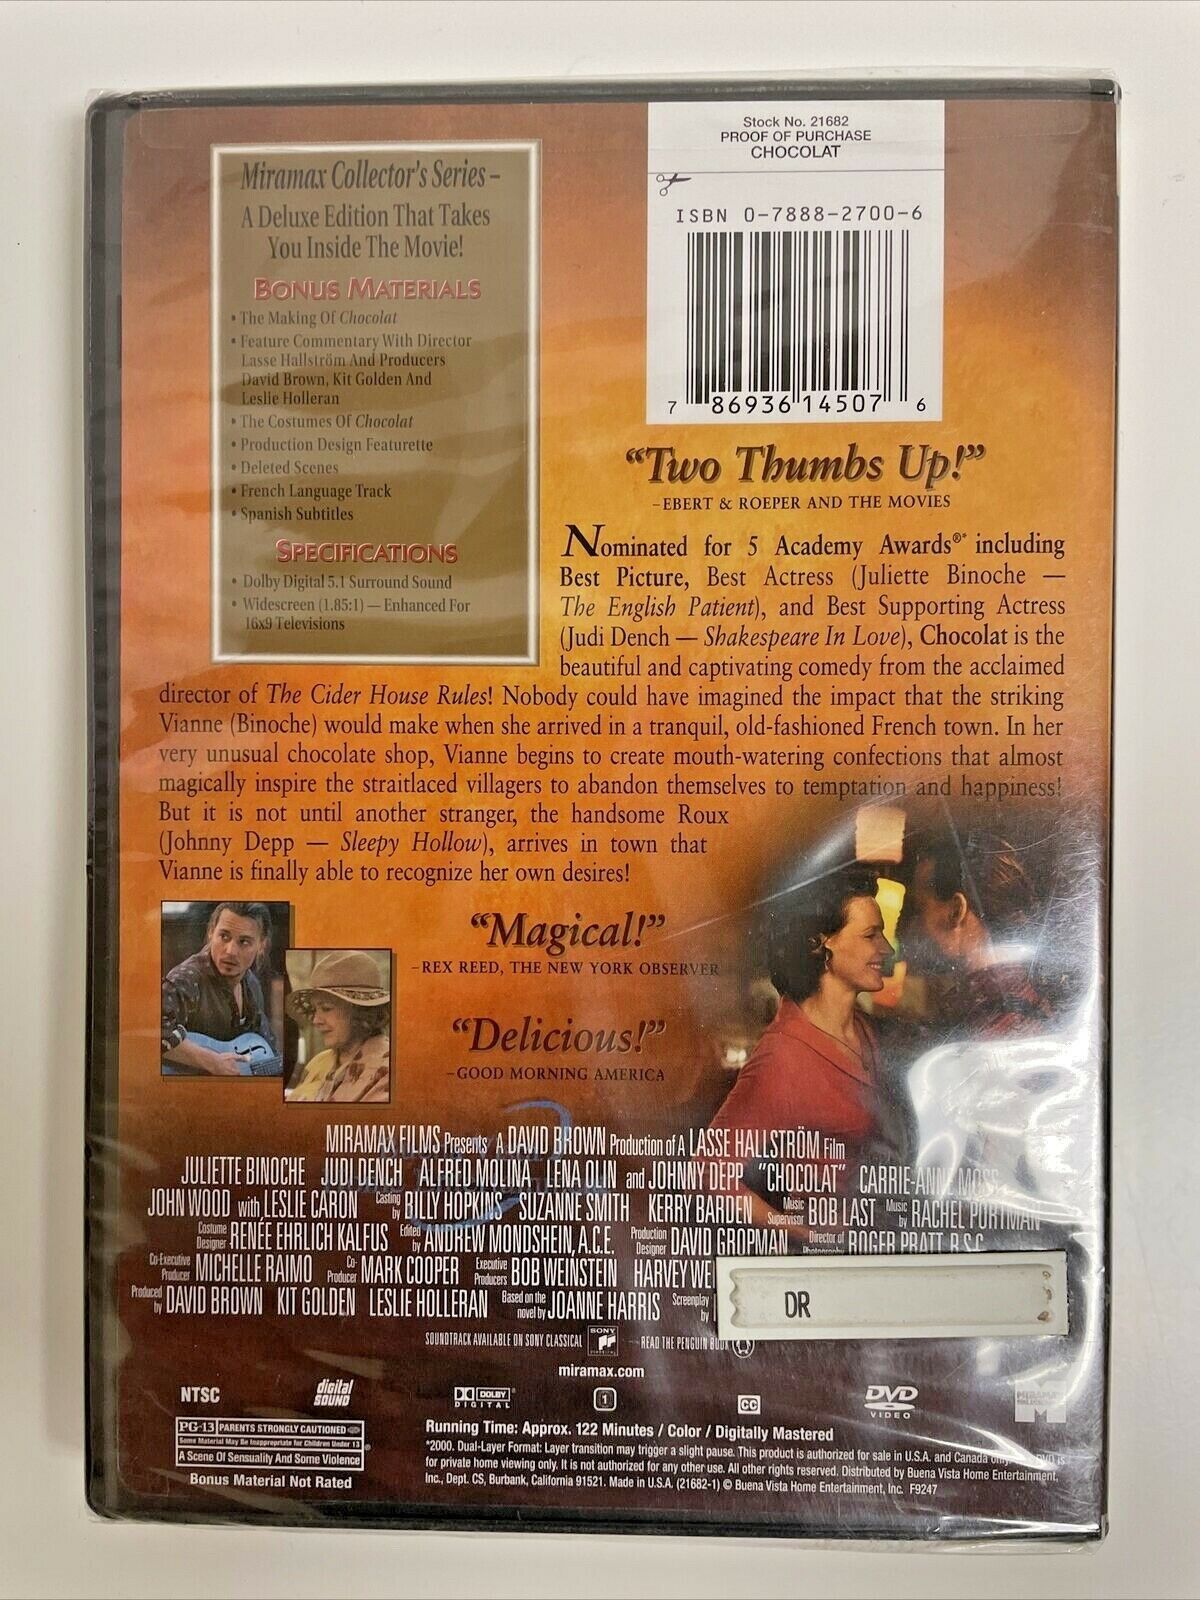 Stock No. 21682
PROOF OF PURCHASE
CHOCOLAT
ISBN 0-7888-2700-6
7 86936 14507 6
Miramax Collector's Series –
A Deluxe Edition That Takes
You Inside The Movie!
BONUS MATERIALS
• The Making Of Chocolat
• Feature Commentary With Director
Lasse Hallström And Producers
David Brown, Kit Golden And
Leslie Holleran
• The Costumes Of Chocolat
• Production Design Featurette
• Deleted Scenes
• French Language Track
• Spanish Subtitles
SPECIFICATIONS
• Dolby Digital 5.1 Surround Sound
• Widescreen (1.85:1) — Enhanced For
16x9 Televisions
"Two Thumbs Up!"
–EBERT & ROEPER AND THE MOVIES
Nominated for 5 Academy Awards®* including
Best Picture, Best Actress (Juliette Binoche —
The English Patient), and Best Supporting Actress
(Judi Dench — Shakespeare In Love), Chocolat is the
beautiful and captivating comedy from the acclaimed
director of The Cider House Rules! Nobody could have imagined the impact that the striking
Vianne (Binoche) would make when she arrived in a tranquil, old-fashioned French town. In her
very unusual chocolate shop, Vianne begins to create mouth-watering confections that almost
magically inspire the straitlaced villagers to abandon themselves to temptation and happiness!
But it is not until another stranger, the handsome Roux
(Johnny Depp — Sleepy Hollow), arrives in town that
Vianne is finally able to recognize her own desires!
"Magical!"
–REX REED, THE NEW YORK OBSERVER
"Delicious!"
–GOOD MORNING AMERICA
MIRAMAX FILMS Presents A DAVID BROWN Production of A LASSE HALLSTRÖM Film
JULIETTE BINOCHE JUDI DENCH ALFRED MOLINA LENA OLIN and JOHNNY DEPP "CHOCOLAT" CARRIE-ANNE MOSS
JOHN WOOD with LESLIE CARON Casting by BILLY HOPKINS SUZANNE SMITH KERRY BARDEN Music Supervisor BOB LAST Music by RACHEL PORTMAN
Costume Designer RENÉE EHRLICH KALFUS Edited by ANDREW MONDSHEIN, A.C.E. Production Designer DAVID GROPMAN Director of Photography ROGER PRATT, B.S.C.
Co-Executive Producer MICHELLE RAIMO Co-Producer MARK COOPER Executive Producers BOB WEINSTEIN HARVEY WE
Produced by DAVID BROWN KIT GOLDEN LESLIE HOLLERAN Based on the novel by JOANNE HARRIS Screenplay by
DR
SOUNDTRACK AVAILABLE ON SONY CLASSICAL SONY READ THE PENGUIN BOOK
miramax.com
NTSC digital SOUND DOLBY DIGITAL 1 CC DVD VIDEO
PG-13 PARENTS STRONGLY CAUTIONED
Some Material May Be Inappropriate for Children Under 13
A Scene Of Sensuality And Some Violence
Bonus Material Not Rated
Running Time: Approx. 122 Minutes / Color / Digitally Mastered
*2000. Dual-Layer Format: Layer transition may trigger a slight pause. This product is authorized for sale in U.S.A. and Canada only. DVD is
for private home viewing only. It is not authorized for any other use. All other rights reserved. Distributed by Buena Vista Home Entertainment,
Inc., Dept. CS, Burbank, California 91521. Made in U.S.A. (21682-1) © Buena Vista Home Entertainment, Inc. F9247